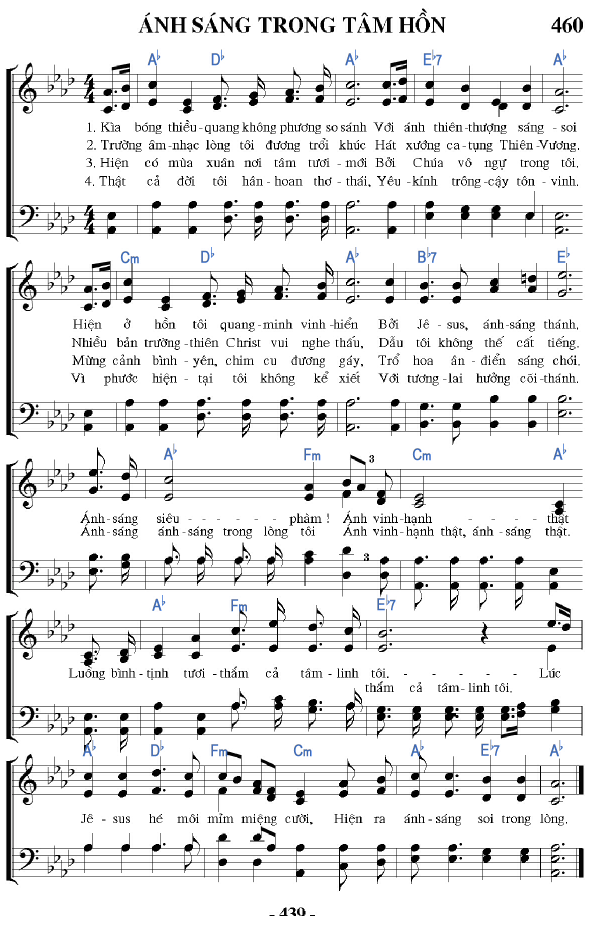 ÁNH SÁNG TRONG TÂM HỒN 460
A♭ D♭ A♭ E♭7 A♭
1. Kìa bóng thiều-quang không phương so sánh Với ánh thiên-thượng sáng-soi
2. Trường âm-nhạc lòng tôi đương trổi khúc Hát xướng ca-tụng Thiên-Vương.
3. Hiện có mùa xuân nơi tâm tươi-mới Bởi Chúa vô ngự trong tôi.
4. Thật cả đời tôi hân-hoan thơ-thái, Yêu-kính trông-cậy tôn-vinh.
Cm D♭ A♭ B♭7 E♭
Hiện ở hồn tôi quang-minh vinh-hiển Bởi Jê-sus, ánh-sáng thánh,
Nhiều bản trường-thiên Christ vui nghe thấu, Dẫu tôi không thế cất tiếng.
Mừng cảnh bình-yên, chim cu đương gáy, Trổ hoa ân-điển sáng chói.
Vì phước hiện-tại tôi không kể xiết Với tương-lai hưởng cõi-thánh.
A♭ Fm 3 Cm A♭
Ánh-sáng siêu- - - - - - phàm ! Ánh vinh-hạnh - - - - - - thật
Ánh-sáng ánh-sáng trong lòng tôi Ánh vinh-hạnh thật, ánh-sáng thật.
3
A♭ Fm E♭7
Luồng bình-tịnh tươi-thắm cả tâm-linh tôi. - - - - - Lúc
thắm cả tâm-linh tôi.
A♭ D♭ Fm Cm A♭ E♭7 A♭
Jê-sus hé môi mỉm miệng cười, Hiện ra ánh-sáng soi trong lòng,
- 439 -